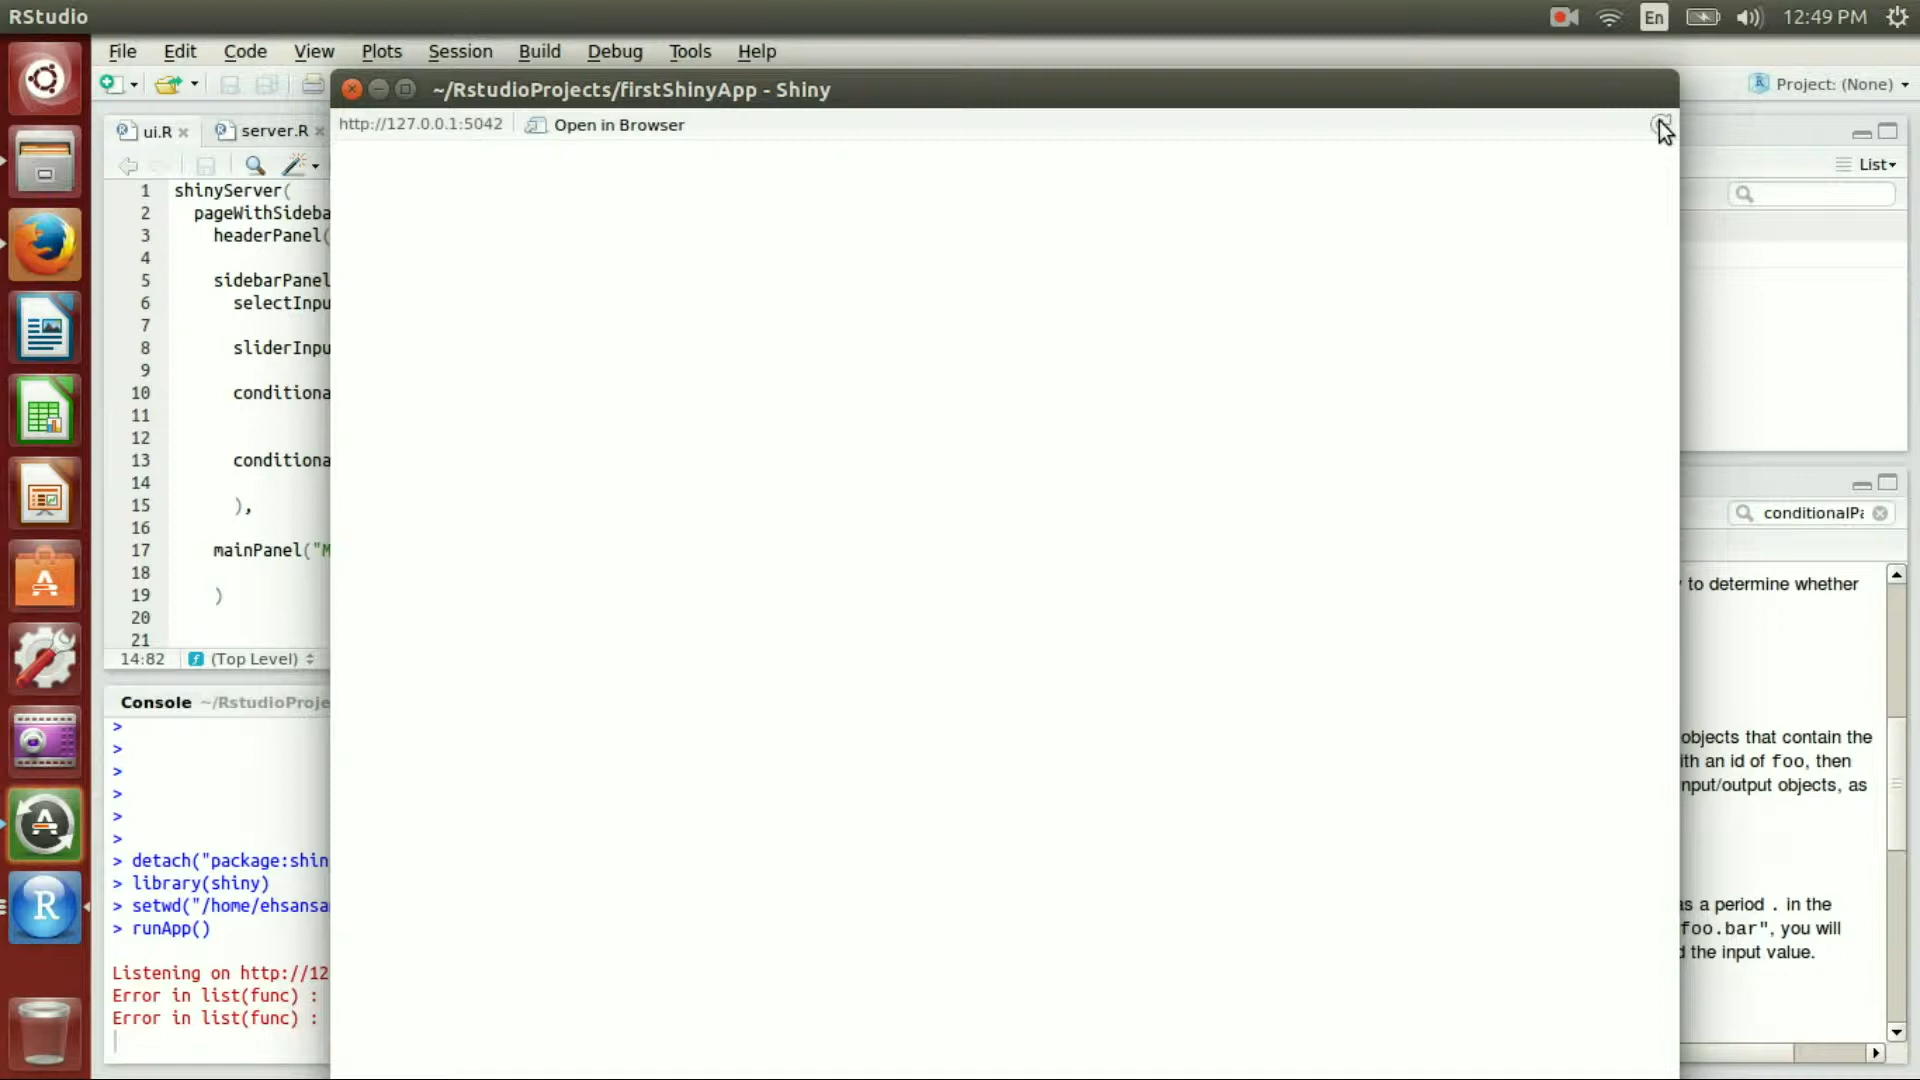 RStudio
En
12:49 PM
File Edit Code View Plots Session Build Debug Tools Help
~/RstudioProjects/firstShinyApp - Shiny
Project: (None)
http://127.0.0.1:5042
Open in Browser
ui.R
server.R
List
1 shinyServer(
2 pageWithSideba
3 headerPanel(
4
5 sidebarPanel
6 selectInpu
7
8 sliderInpu
9
10 conditiona
11
12
13 conditiona
14
15 ),
16
17 mainPanel("M
18
19 )
20
21
14:82 (Top Level)
conditionalPa
to determine whether
objects that contain the
ith an id of foo, then
nput/output objects, as
as a period . in the
foo.bar", you will
d the input value.
Console ~/RstudioProje
>
>
>
>
>
>
> detach("package:shin
> library(shiny)
> setwd("/home/ehsansa
> runApp()
Listening on http://12
Error in list(func) :
Error in list(func) :